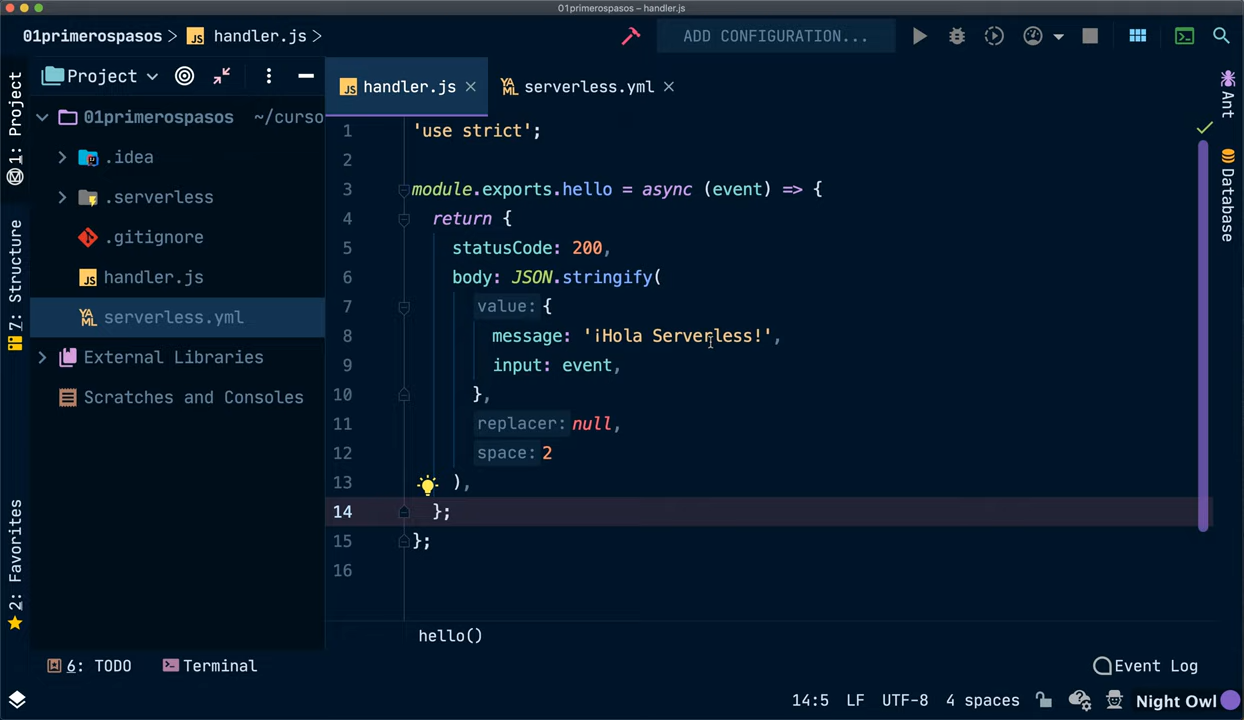 01primerospasos – handler.js
01primerospasos > handler.js >
ADD CONFIGURATION...
1: Project
7: Structure
2: Favorites
Project
01primerospasos ~/curso
.idea
.serverless
.gitignore
handler.js
serverless.yml
External Libraries
Scratches and Consoles
handler.js
serverless.yml
1 'use strict';
2
3 module.exports.hello = async (event) => {
4 return {
5 statusCode: 200,
6 body: JSON.stringify(
7 value: {
8 message: '¡Hola Serverless!',
9 input: event,
10 },
11 replacer: null,
12 space: 2
13 ),
14 };
15 };
16
hello()
Ant
Database
6: TODO
Terminal
Event Log
14:5 LF UTF-8 4 spaces Night Owl